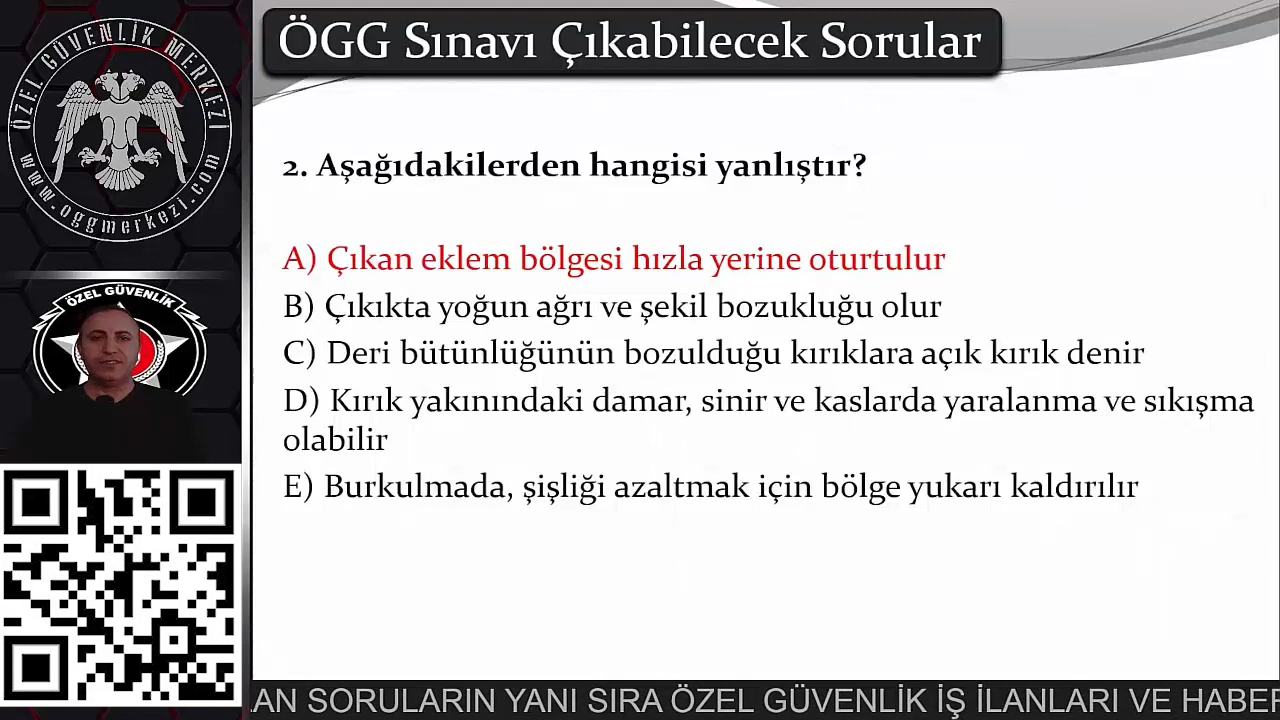 ÖGG Sınavı Çıkabilecek Sorular
ÖZEL GÜVENLİK MERKEZİ
www.oggmerkezi.com
2. Aşağıdakilerden hangisi yanlıştır?
A) Çıkan eklem bölgesi hızla yerine oturtulur
B) Çıkıkta yoğun ağrı ve şekil bozukluğu olur
C) Deri bütünlüğünün bozulduğu kırıklara açık kırık denir
D) Kırık yakınındaki damar, sinir ve kaslarda yaralanma ve sıkışma
olabilir
E) Burkulmada, şişliği azaltmak için bölge yukarı kaldırılır
ÖZEL GÜVENLİK
SORULARIN YANI SIRA ÖZEL GÜVENLİK İŞ İLANLARI VE